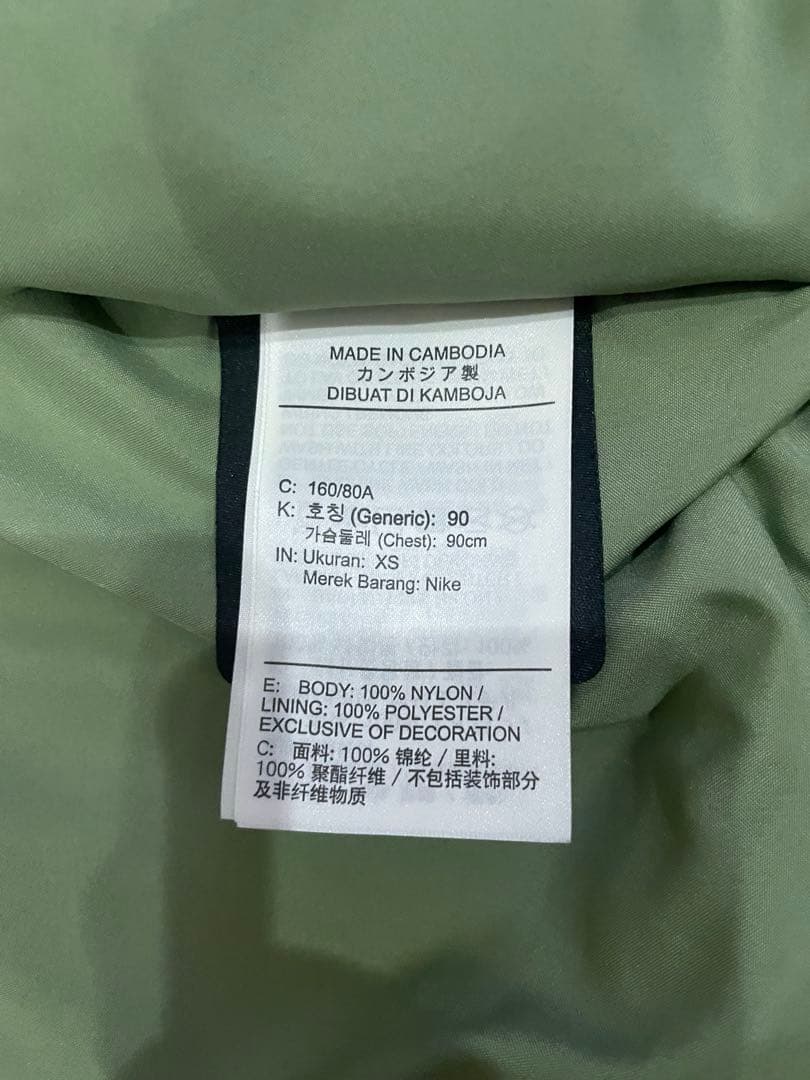 MADE IN CAMBODIA
カンボジア製
DIBUAT DI KAMBOJA
C: 160/80A
K: 호칭 (Generic): 90
가슴둘레 (Chest): 90cm
IN: Ukuran: XS
Merek Barang: Nike
E: BODY: 100% NYLON /
LINING: 100% POLYESTER /
EXCLUSIVE OF DECORATION
C: 面料: 100% 锦纶 / 里料:
100% 聚酯纤维 / 不包括装饰部分
及非纤维物质